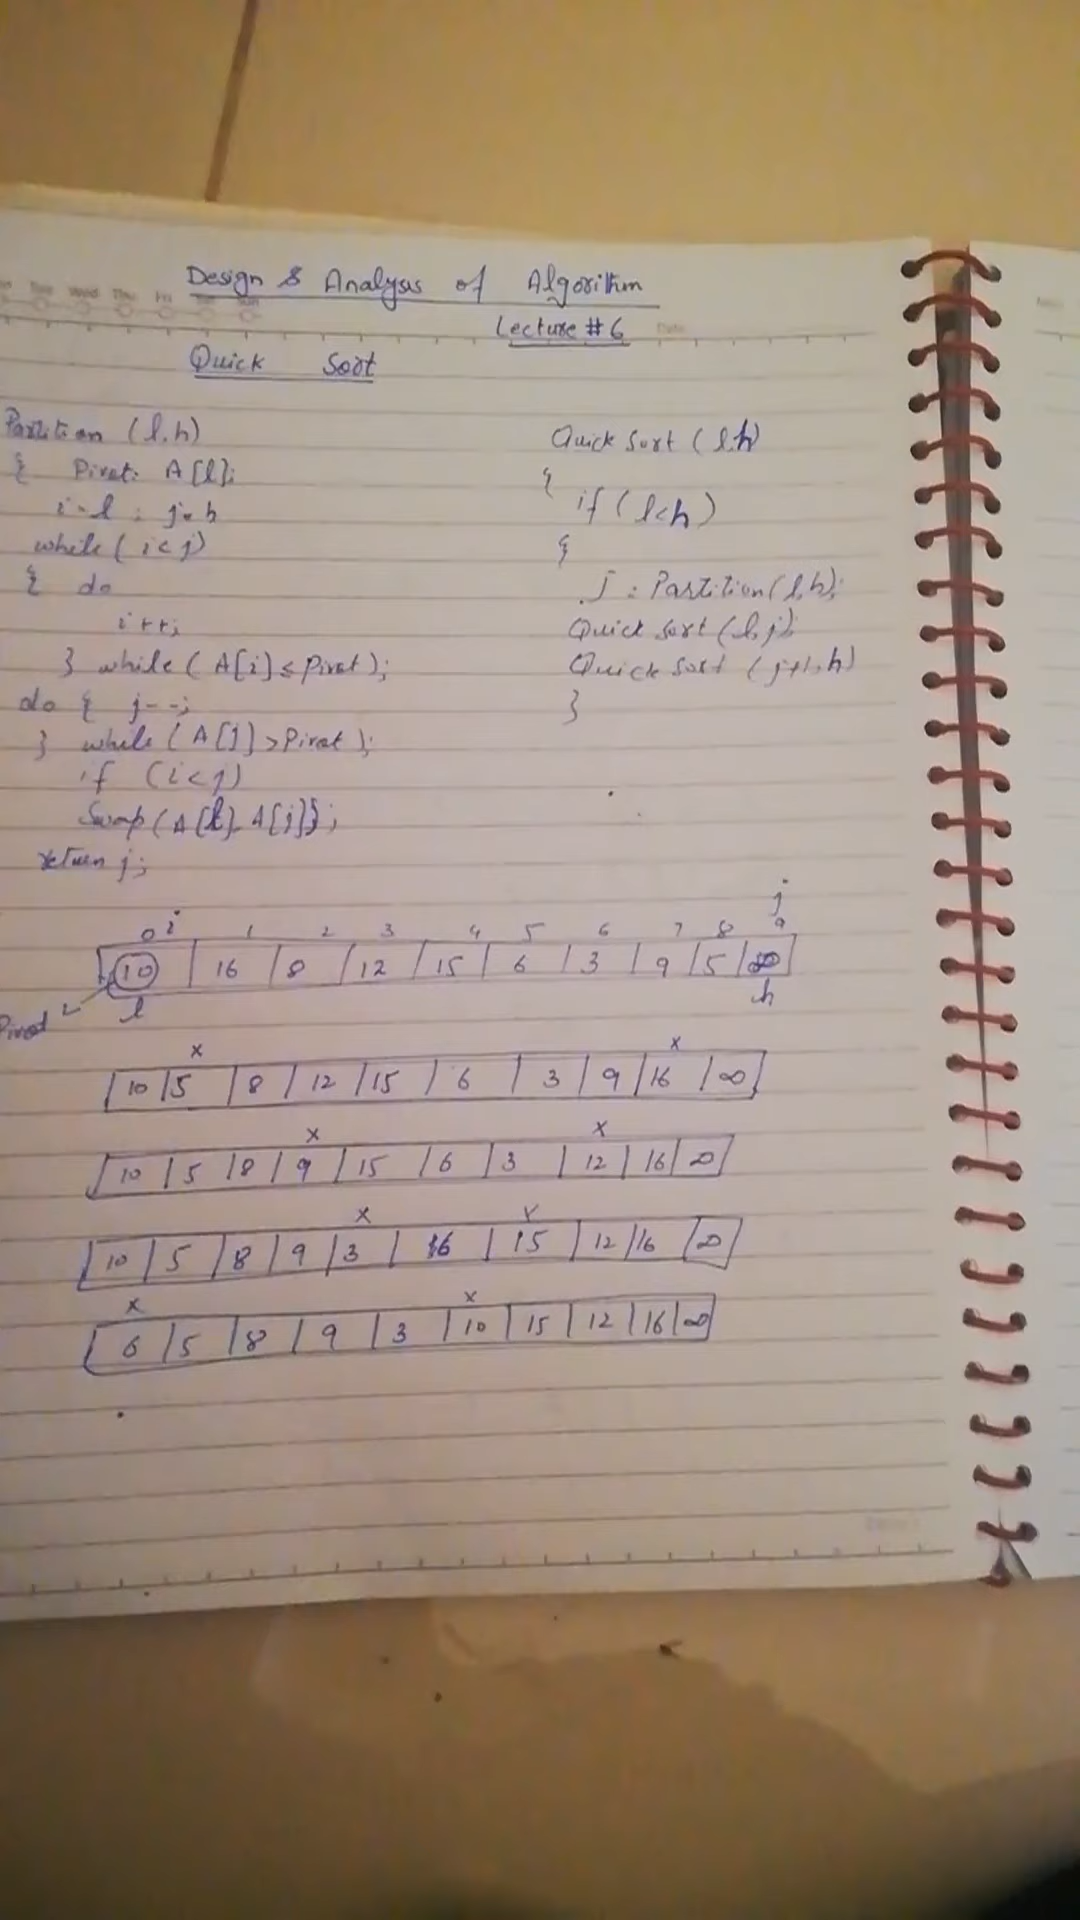 Design & Analysis of Algorithm
Lecture # 6
Quick Sort
Partition (l,h)
{ Pivot: A[l];
i = l ; j = h
while ( i < j )
{ do
i++;
} while ( A[i] ≤ Pivot );
do { j--;
} while ( A[j] > Pivot );
if ( i < j )
Swap ( A[ A[j]);
return j;
Quick Sort (l,h)
{
if ( l<h )
{
j : Partition(l,h);
Quick Sort (l,j);
Quick Sort (j+1,h)
}
i j
0 1 2 3 4 5 6 7 8 9
10 16 8 12 15 6 3 9 5 ∞
Pivot l h
x x
10 5 8 12 15 6 3 9 16 ∞
x x
10 5 8 9 15 6 3 12 16 ∞
x x
10 5 8 9 3 15 12 16 ∞
x x
6 5 8 9 3 10 15 12 16 ∞